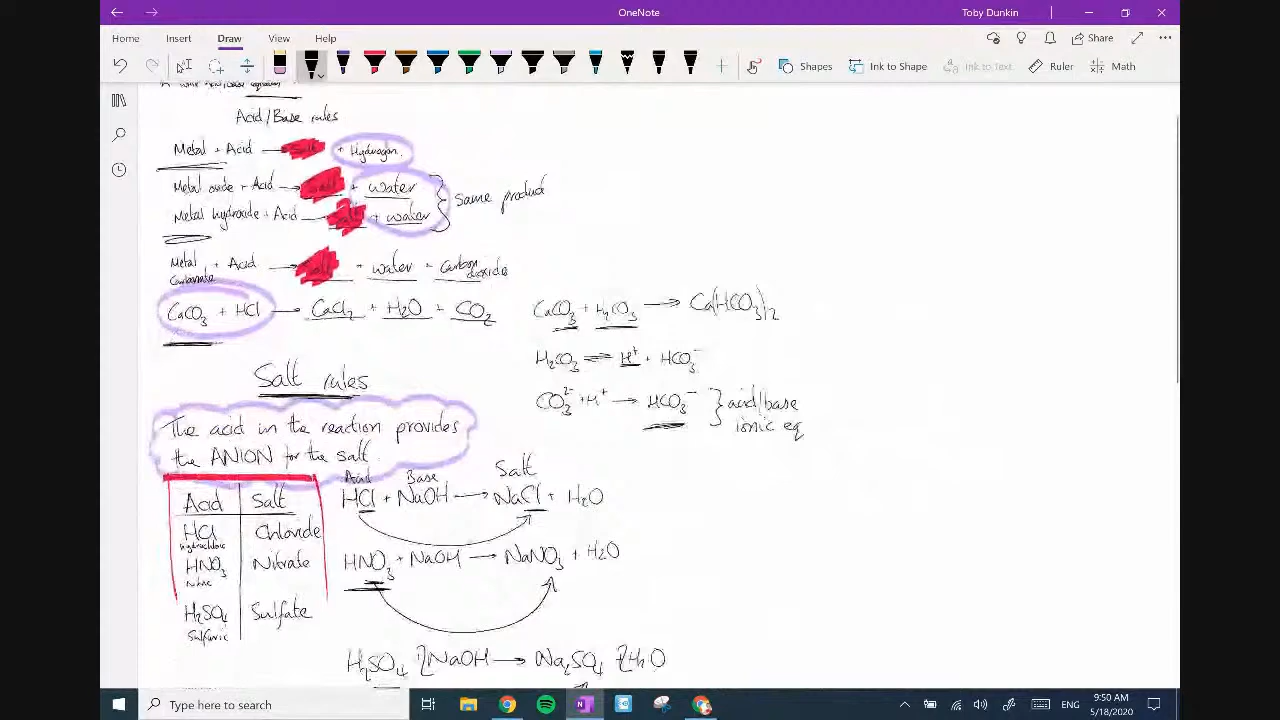 OneNote
Toby Dunkin
Home Insert Draw View Help
Share
Shapes Ink to Shape Ink to Text Ruler Math
Acid/Base rules
Metal + Acid → + Hydrogen.
Metal oxide + Acid → + water
Metal hydroxide + Acid → + water
} Same product
Metal Carbonate + Acid → + water + Carbon dioxide
CaCO3 + HCl → CaCl2 + H2O + CO2
CaCO3 + H2CO3 → Ca(HCO3)2
H2CO3 ⇌ H+ + HCO3-
CO3 2- + H+ → HCO3- } acid/base
ionic eq
Salt rules
The acid in the reaction provides
the ANION for the salt.
Acid Salt
HCl Chloride
hydrochloric
HNO3 Nitrate
Nitric
H2SO4 Sulfate
Sulfuric
Acid Base Salt
HCl + NaOH → NaCl + H2O
HNO3 + NaOH → NaNO3 + H2O
H2SO4 2NaOH → Na2SO4 2H2O
Type here to search
ENG
9:50 AM
5/18/2020